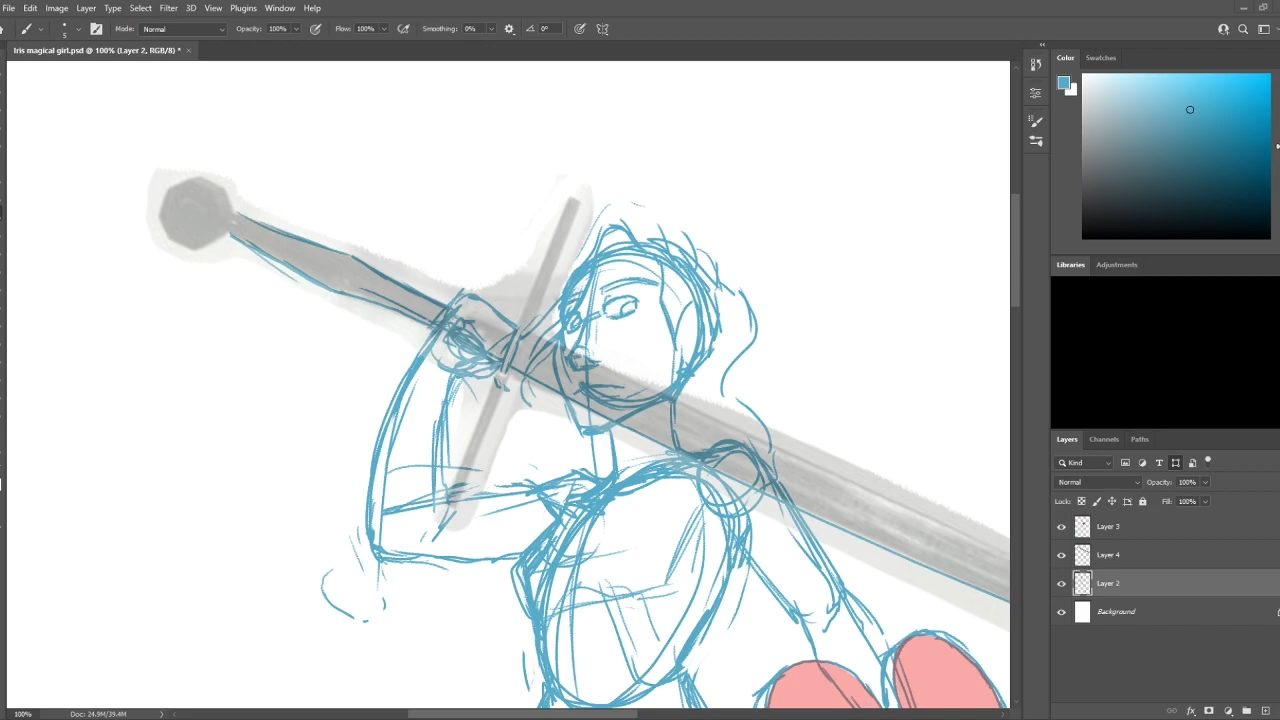 File Edit Image Layer Type Select Filter 3D View Plugins Window Help
5 Mode: Normal Opacity: 100% Flow: 100% Smoothing: 0% 0°
Iris magical girl.psd @ 100% (Layer 2, RGB/8) * ×
Color Swatches
Libraries Adjustments
Layers Channels Paths
Kind
Normal Opacity: 100%
Lock: Fill: 100%
Layer 3
Layer 4
Layer 2
Background
100% Doc: 24.9M/39.4M